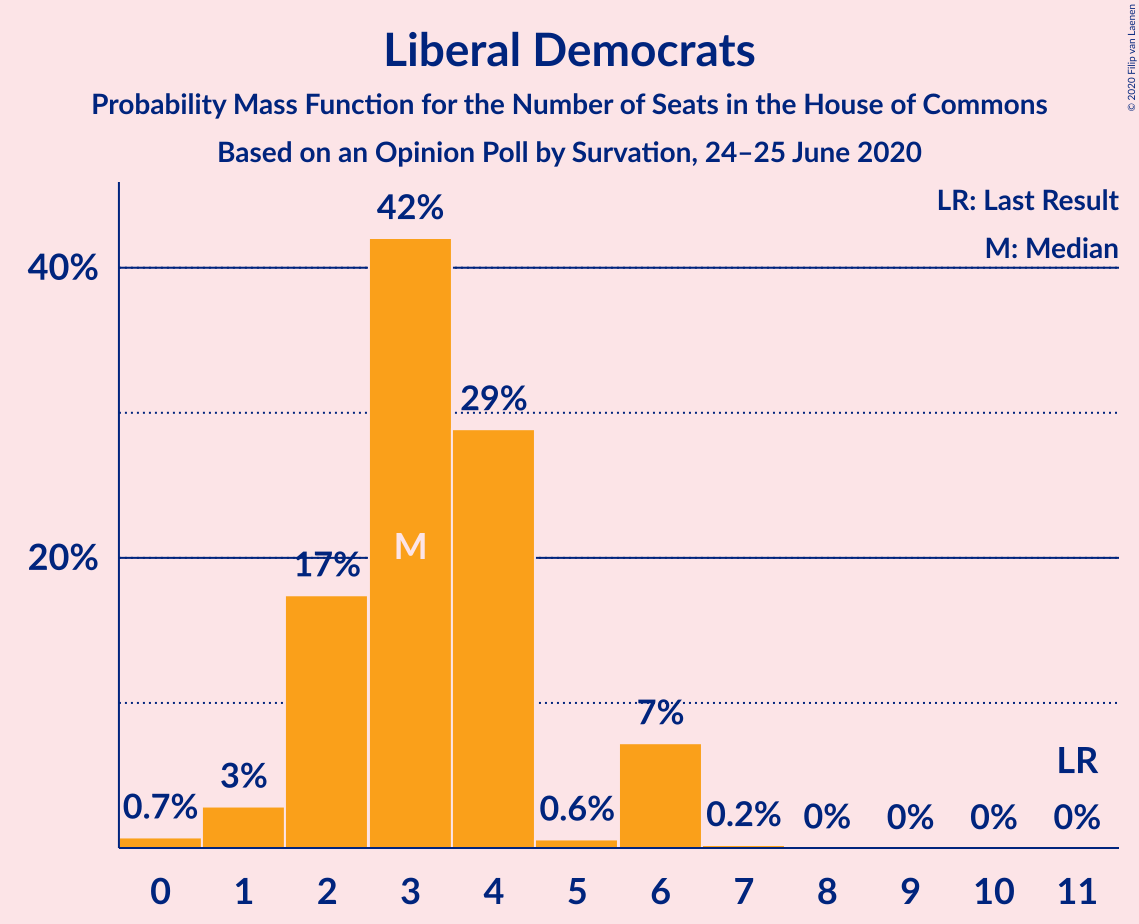 Liberal Democrats
Probability Mass Function for the Number of Seats in the House of Commons
Based on an Opinion Poll by Survation, 24–25 June 2020
© 2020 Filip van Laenen
LR: Last Result
M: Median
42%
40%
29%
M
20%
17%
7%
LR
3%
0.7%
0.6%
0.2%
0%
0%
0%
0%
0 1 2 3 4 5 6 7 8 9 10 11